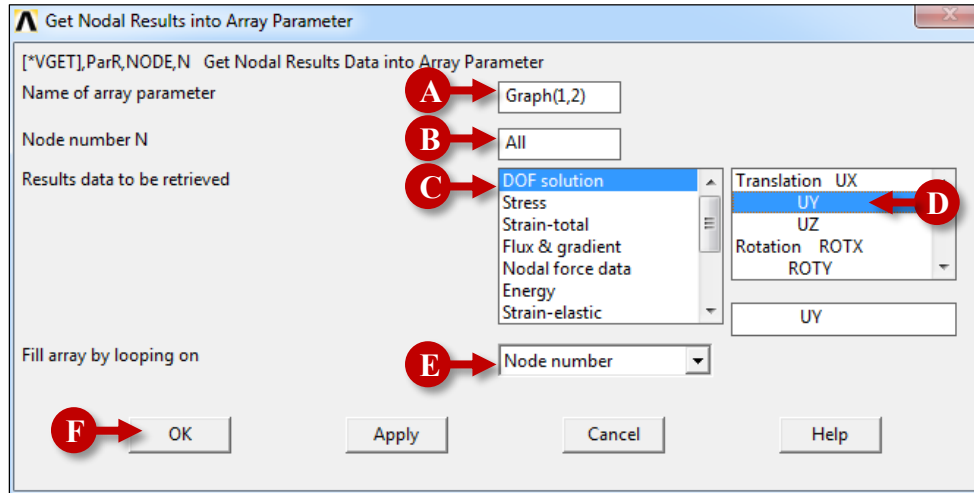 Get Nodal Results into Array Parameter
[*VGET],ParR,NODE,N Get Nodal Results Data into Array Parameter
Name of array parameter A Graph(1,2)
Node number N B All
Results data to be retrieved C DOF solution Translation UX
Stress UY D
Strain-total UZ
Flux & gradient Rotation ROTX
Nodal force data ROTY
Energy
Strain-elastic UY
Fill array by looping on E Node number
F OK Apply Cancel Help